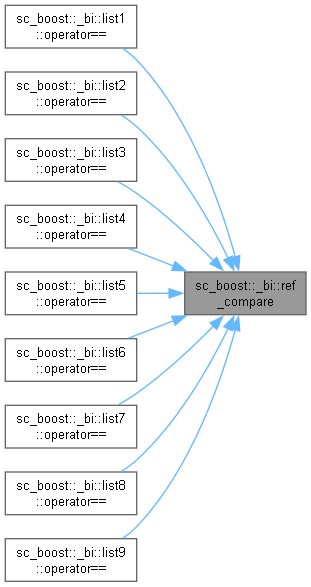 sc_boost::_bi::list1
::operator==
sc_boost::_bi::list2
::operator==
sc_boost::_bi::list3
::operator==
sc_boost::_bi::list4
::operator==
sc_boost::_bi::list5
::operator==
sc_boost::_bi::list6
::operator==
sc_boost::_bi::list7
::operator==
sc_boost::_bi::list8
::operator==
sc_boost::_bi::list9
::operator==
sc_boost::_bi::ref
_compare